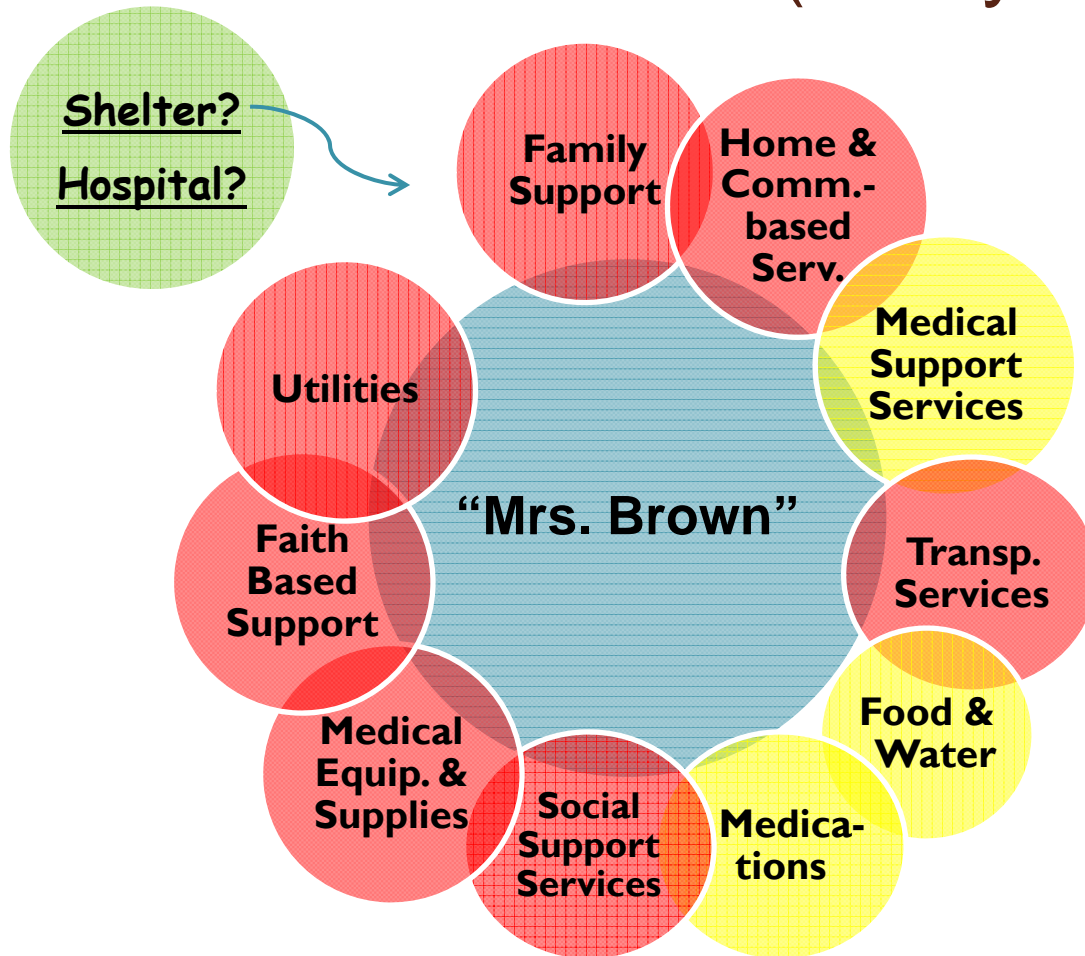 Shelter?
Hospital?
Family
Support
Home &
Comm.-
based
Serv.
Medical
Support
Services
Utilities
“Mrs. Brown”
Transp.
Services
Faith
Based
Support
Food &
Water
Medical
Equip. &
Supplies
Social
Support
Services
Medica-
tions